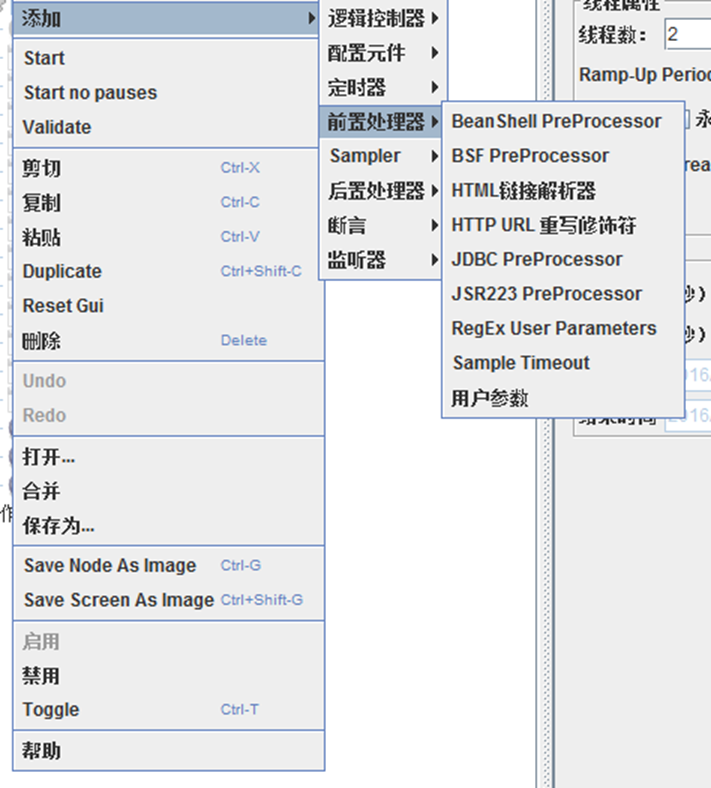 添加
Start
Start no pauses
Validate
剪切 Ctrl-X
复制 Ctrl-C
粘贴 Ctrl-V
Duplicate Ctrl+Shift-C
Reset Gui
删除 Delete
Undo
Redo
打开...
合并
保存为...
Save Node As Image Ctrl-G
Save Screen As Image Ctrl+Shift-G
启用
禁用
Toggle Ctrl-T
帮助
逻辑控制器
配置元件
定时器
前置处理器
Sampler
后置处理器
断言
监听器
BeanShell PreProcessor
BSF PreProcessor
HTML链接解析器
HTTP URL 重写修饰符
JDBC PreProcessor
JSR223 PreProcessor
RegEx User Parameters
Sample Timeout
用户参数
线程属性
线程数： 2
Ramp-Up Period
永
rea
秒）
秒）
016
结束时间 2016
作